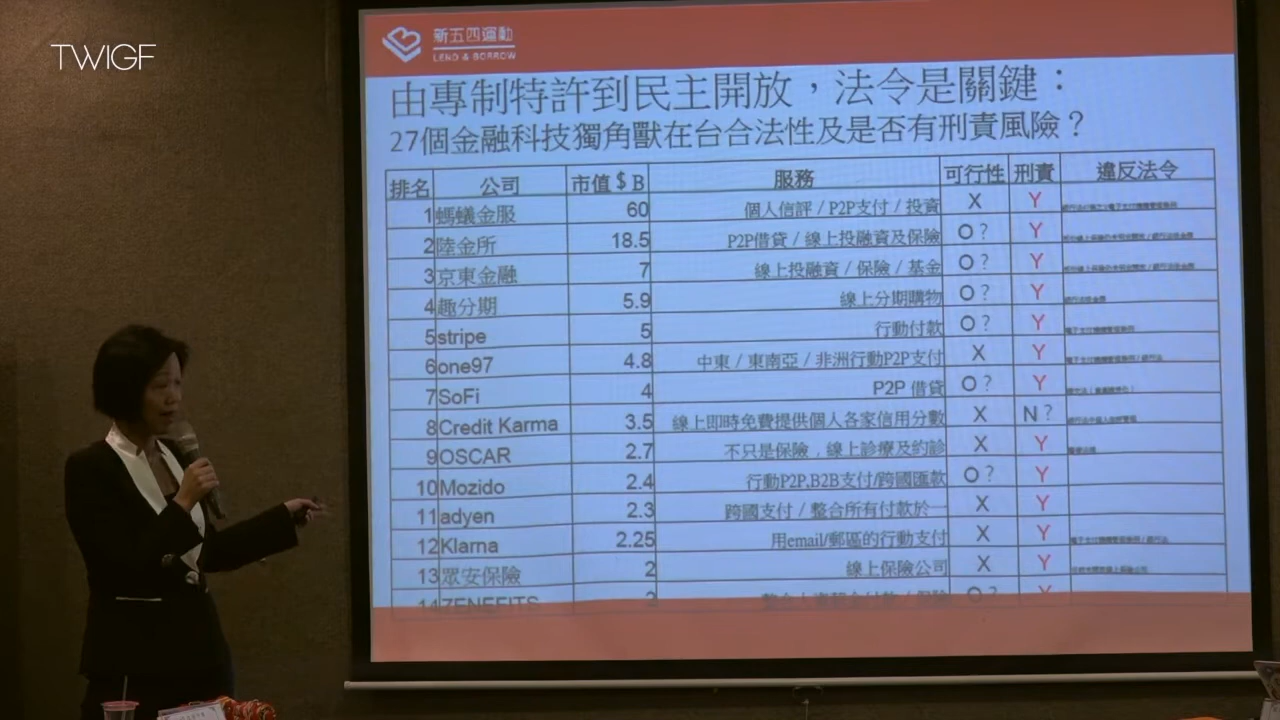 TWIGF
新五四運動
LEND & BORROW
由專制特許到民主開放，法令是關鍵：
27個金融科技獨角獸在台合法性及是否有刑責風險？
排名 公司 市值＄B 服務 可行性 刑責 違反法令
1 螞蟻金服 60 個人信評 / P2P支付 / 投資 X Y
2 陸金所 18.5 P2P借貸 / 線上投融資及保險 O？ Y
3 京東金融 7 線上投融資 / 保險 / 基金 O？ Y
4 趣分期 5.9 線上分期購物 O？ Y
5 stripe 5 行動付款 O？ Y
6 one97 4.8 中東 / 東南亞 / 非洲行動P2P支付 X Y
7 SoFi 4 P2P 借貸 O？ Y
8 Credit Karma 3.5 線上即時免費提供個人各家信用分數 X N？
9 OSCAR 2.7 不只是保險，線上診療及約診 X Y
10 Mozido 2.4 行動P2P,B2B支付/跨國匯款 O？ Y
11 adyen 2.3 跨國支付 / 整合所有付款於一 X Y
12 Klarna 2.25 用email/郵區的行動支付 X Y
13 眾安保險 2 線上保險公司 X Y
14 ZENEFITS 2 O？ Y